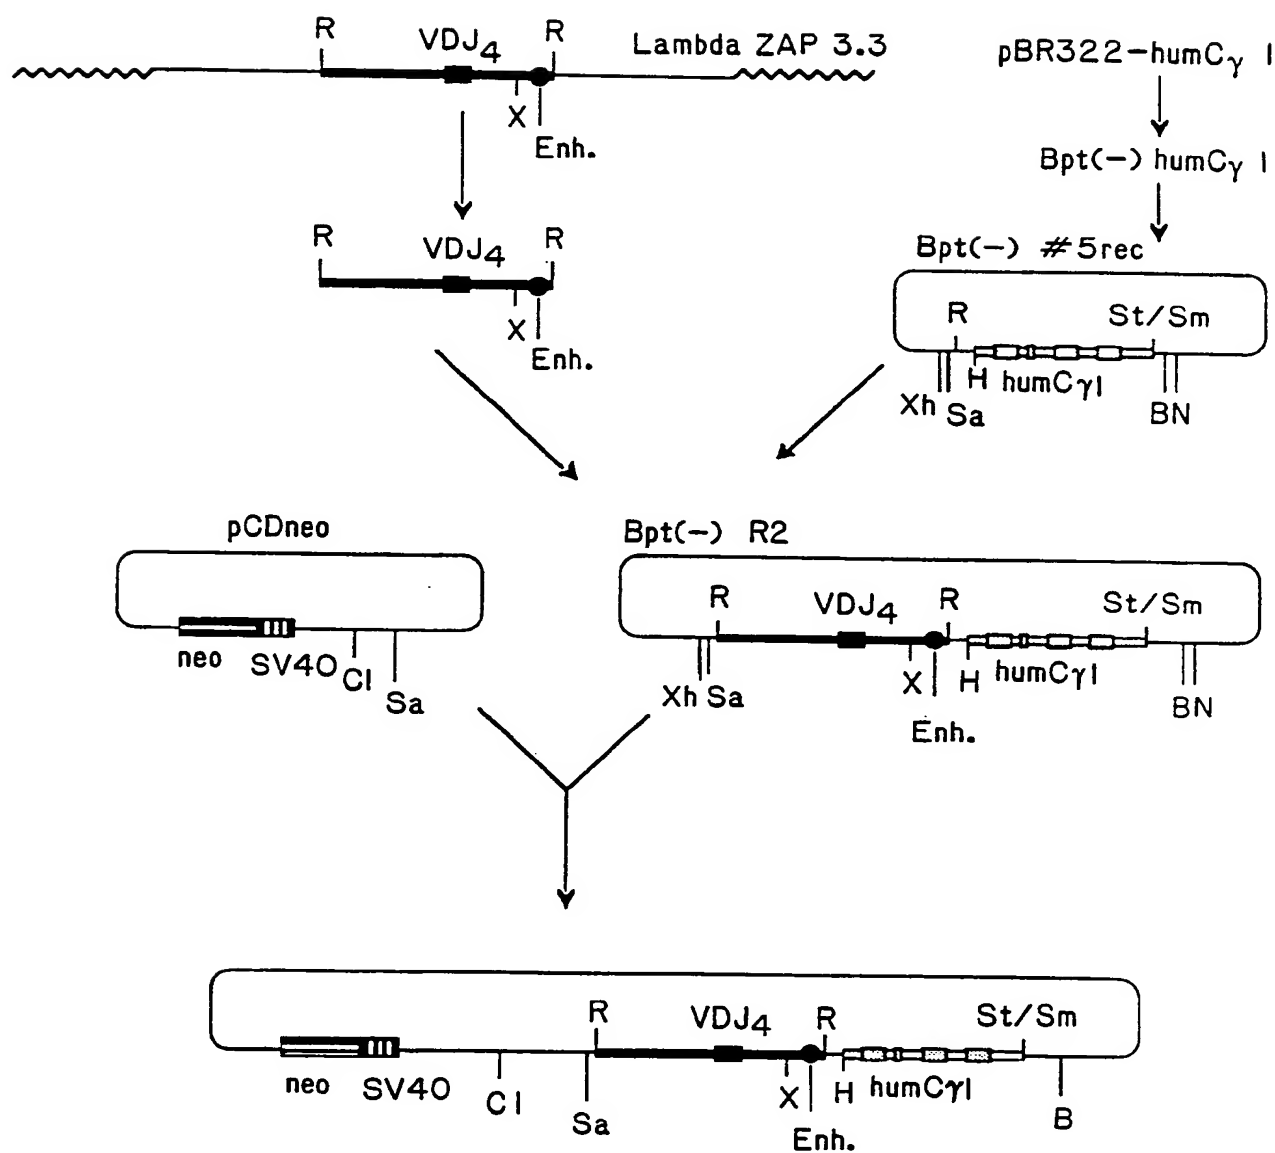 R VDJ4 R Lambda ZAP 3.3
X
Enh.
pBR322-humCγ 1
Bpt(-) humCγ 1
R VDJ4 R
X
Enh.
Bpt(-) #5rec
R St/Sm
H humCγ1
Xh Sa BN
pCDneo
neo SV40 Cl
Sa
Bpt(-) R2
R VDJ4 R St/Sm
Xh Sa X H humCγ1 BN
Enh.
R VDJ4 R St/Sm
neo SV40 Cl Sa X H humCγ1 B
Enh.